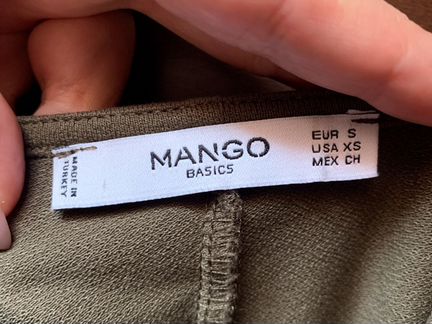 MADE IN
TURKEY
MANGO
BASICS
EUR S
USA XS
MEX CH